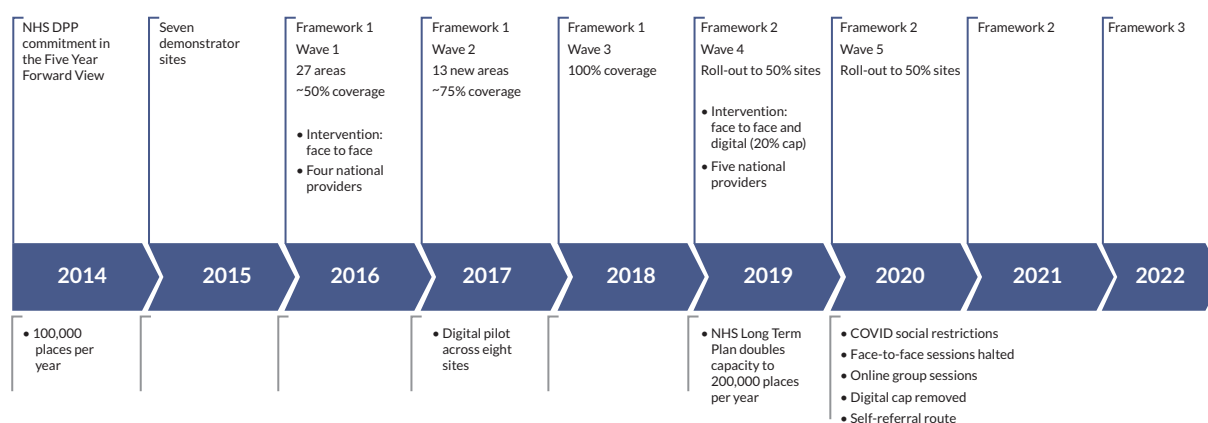 NHS DPP
commitment in
the Five Year
Forward View
Seven
demonstrator
sites
Framework 1
Wave 1
27 areas
~50% coverage
• Intervention:
face to face
• Four national
providers
Framework 1
Wave 2
13 new areas
~75% coverage
Framework 1
Wave 3
100% coverage
Framework 2
Wave 4
Roll-out to 50% sites
• Intervention:
face to face and
digital (20% cap)
• Five national
providers
Framework 2
Wave 5
Roll-out to 50% sites
Framework 2
Framework 3
2014
2015
2016
2017
2018
2019
2020
2021
2022
• 100,000
places per
year
• Digital pilot
across eight
sites
• NHS Long Term
Plan doubles
capacity to
200,000 places
per year
• COVID social restrictions
• Face-to-face sessions halted
• Online group sessions
• Digital cap removed
• Self-referral route